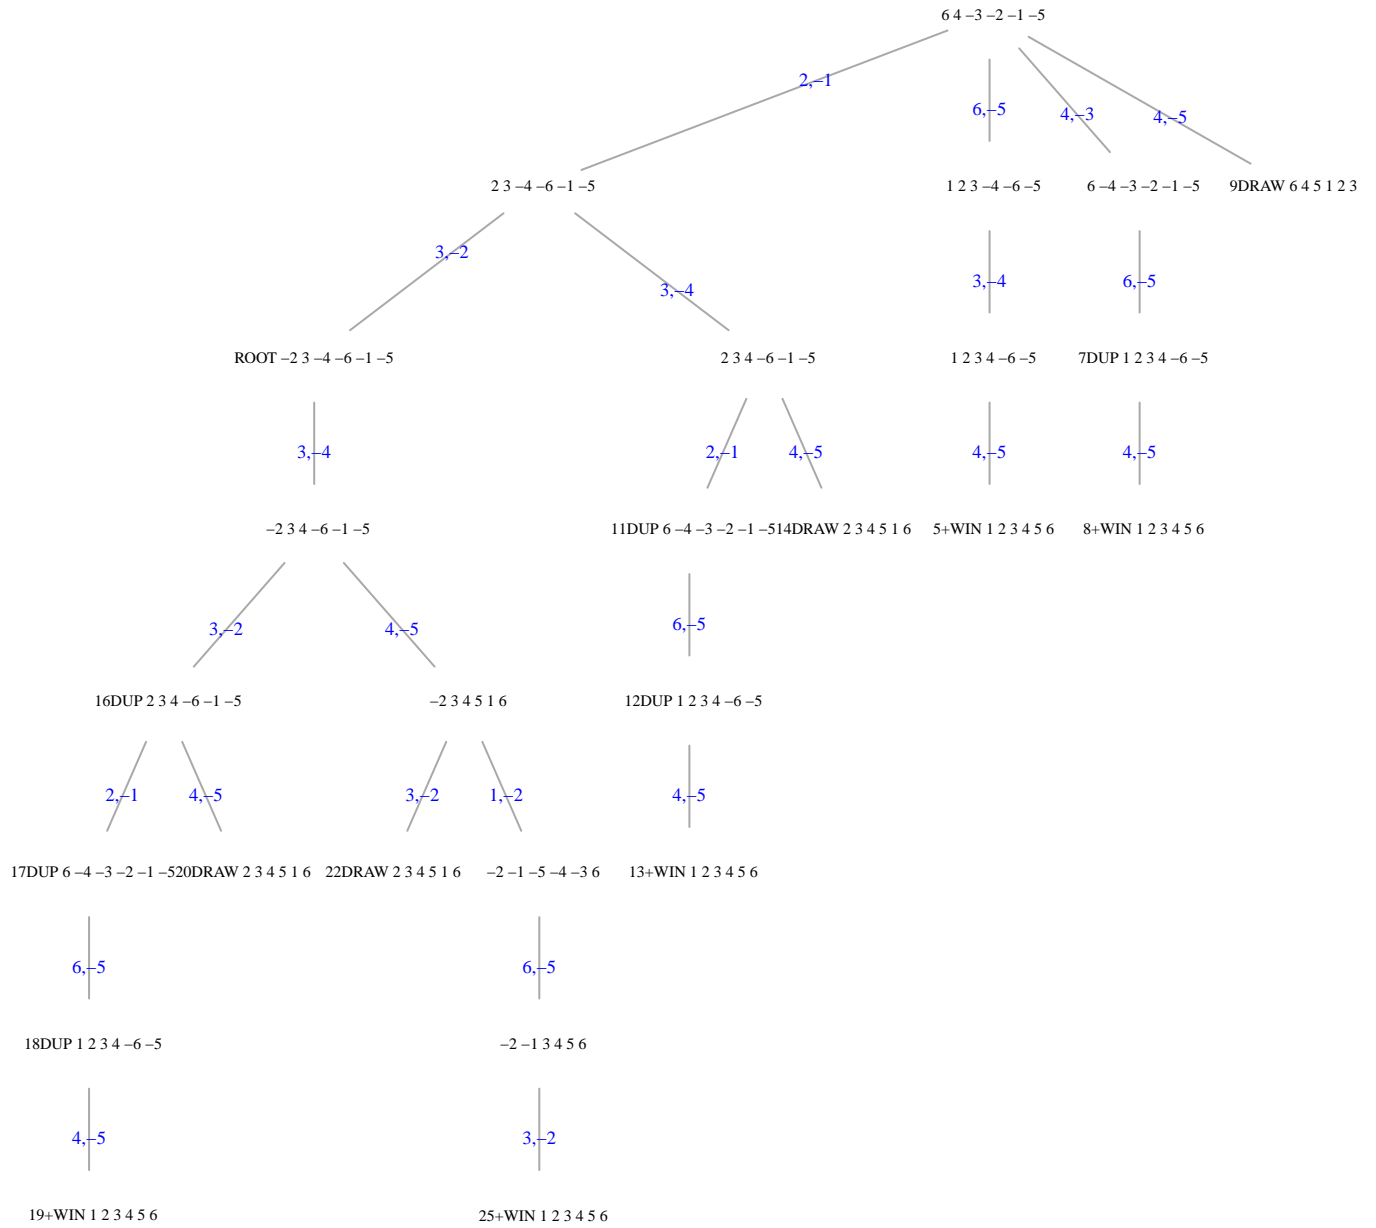 6 4 –3 –2 –1 –5
2,–1
6,–5
4,–3
4,–5
2 3 –4 –6 –1 –5
1 2 3 –4 –6 –5
6 –4 –3 –2 –1 –5
9DRAW 6 4 5 1 2 3
3,–2
3,–4
3,–4
6,–5
ROOT –2 3 –4 –6 –1 –5
2 3 4 –6 –1 –5
1 2 3 4 –6 –5
7DUP 1 2 3 4 –6 –5
3,–4
2,–1
4,–5
4,–5
4,–5
–2 3 4 –6 –1 –5
11DUP 6 –4 –3 –2 –1 –5
14DRAW 2 3 4 5 1 6
5+WIN 1 2 3 4 5 6
8+WIN 1 2 3 4 5 6
3,–2
4,–5
6,–5
16DUP 2 3 4 –6 –1 –5
–2 3 4 5 1 6
12DUP 1 2 3 4 –6 –5
2,–1
4,–5
3,–2
1,–2
4,–5
17DUP 6 –4 –3 –2 –1 –5
20DRAW 2 3 4 5 1 6
22DRAW 2 3 4 5 1 6
–2 –1 –5 –4 –3 6
13+WIN 1 2 3 4 5 6
6,–5
6,–5
18DUP 1 2 3 4 –6 –5
–2 –1 3 4 5 6
4,–5
3,–2
19+WIN 1 2 3 4 5 6
25+WIN 1 2 3 4 5 6